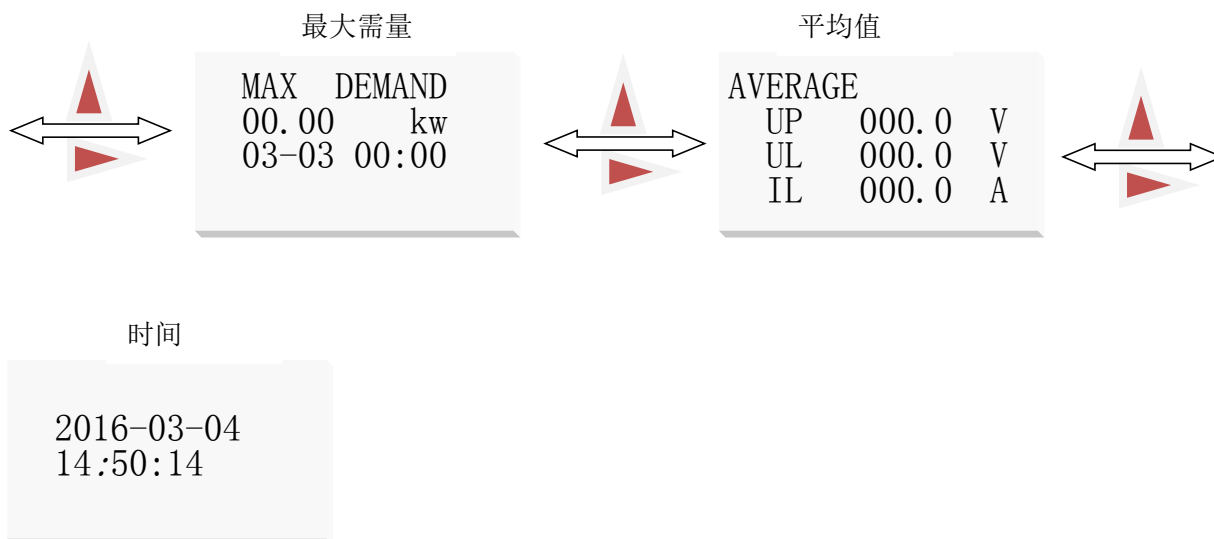 最大需量
MAX DEMAND
00.00 kw
03-03 00:00
平均值
AVERAGE
UP 000.0 V
UL 000.0 V
IL 000.0 A
时间
2016-03-04
14:50:14